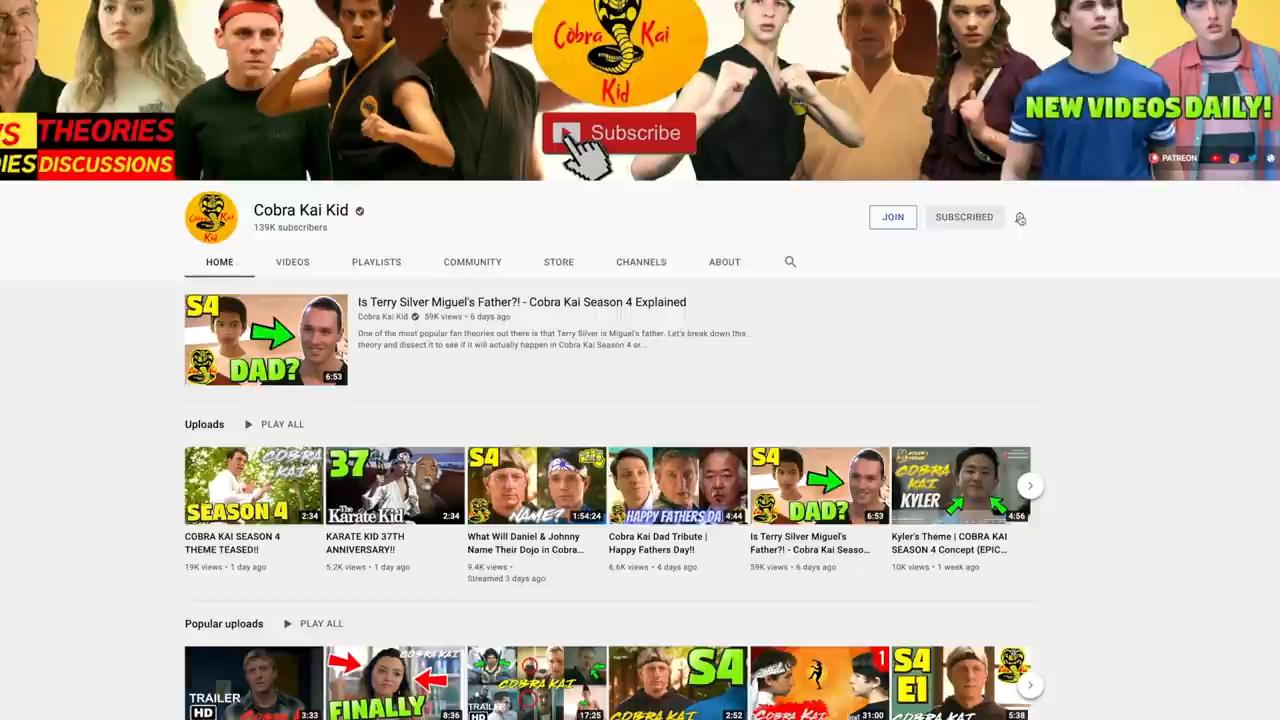 Cobra Kai
Kid
THEORIES
DISCUSSIONS
Subscribe
NEW VIDEOS DAILY!
PATREON
Cobra Kai Kid
139K subscribers
JOIN
SUBSCRIBED
HOME
VIDEOS
PLAYLISTS
COMMUNITY
STORE
CHANNELS
ABOUT
S4
DAD?
6:53
Is Terry Silver Miguel's Father?! - Cobra Kai Season 4 Explained
Cobra Kai Kid 59K views • 6 days ago
One of the most popular fan theories out there is that Terry Silver is Miguel's father. Let's break down this
theory and dissect it to see if it will actually happen in Cobra Kai Season 4 or...
Uploads
PLAY ALL
COBRA KAI
SEASON 4
2:34
37
The Karate Kid
2:34
S4
NAME?
1:54:24
HAPPY FATHERS DA
4:44
S4
DAD?
6:53
COBRA KAI
KYLER
4:56
COBRA KAI SEASON 4
THEME TEASED!!
19K views • 1 day ago
KARATE KID 37TH
ANNIVERSARY!!
5.2K views • 1 day ago
What Will Daniel & Johnny
Name Their Dojo in Cobra...
9.4K views •
Streamed 3 days ago
Cobra Kai Dad Tribute |
Happy Fathers Day!!
6.6K views • 4 days ago
Is Terry Silver Miguel's
Father?! - Cobra Kai Seaso...
59K views • 6 days ago
Kyler's Theme | COBRA KAI
SEASON 4 Concept (EPIC...
10K views • 1 week ago
Popular uploads
PLAY ALL
TRAILER
HD
3:33
COBRA KAI
FINALLY
8:36
COBRA KAI
TRAILER
HD
17:25
S4
COBRA KAI
2:52
1
COBRA KAI
31:00
S4
E1
COBRA KAI
5:38